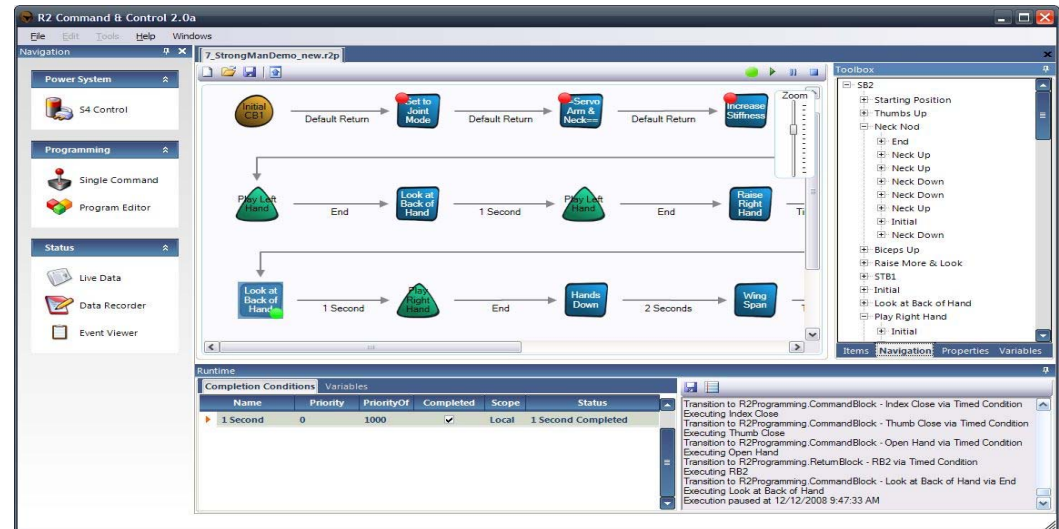 R2 Command & Control 2.0a
File Edit Tools Help Windows
Navigation
Power System
S4 Control
Programming
Single Command
Program Editor
Status
Live Data
Data Recorder
Event Viewer
7_StrongManDemo_new.r2p
Zoom
Initial
CB1
Default Return
Set to
Joint
Mode
Default Return
=Servo
Arm &
Neck==
Default Return
Increase
Stiffness
Play Left
Hand
End
Look at
Back of
Hand
1 Second
Play Left
Hand
End
Raise
Right
Hand
Look at
Back of
Hand
1 Second
Play
Right
Hand
End
Hands
Down
2 Seconds
Wing
Span
Toolbox
SB2
Starting Position
Thumbs Up
Neck Nod
End
Neck Up
Neck Up
Neck Down
Neck Down
Neck Up
Initial
Neck Down
Biceps Up
Raise More & Look
STB1
Initial
Look at Back of Hand
Play Right Hand
Initial
Items Navigation Properties Variables
Runtime
Completion Conditions Variables
Name Priority PriorityOf Completed Scope Status
1 Second 0 1000 Local 1 Second Completed
Transition to R2Programming.CommandBlock - Index Close via Timed Condition
Executing Index Close
Transition to R2Programming.CommandBlock - Thumb Close via Timed Condition
Executing Thumb Close
Transition to R2Programming.CommandBlock - Open Hand via Timed Condition
Executing Open Hand
Transition to R2Programming.ReturnBlock - RB2 via Timed Condition
Executing RB2
Transition to R2Programming.CommandBlock - Look at Back of Hand via End
Executing Look at Back of Hand
Execution paused at 12/12/2008 9:47:33 AM